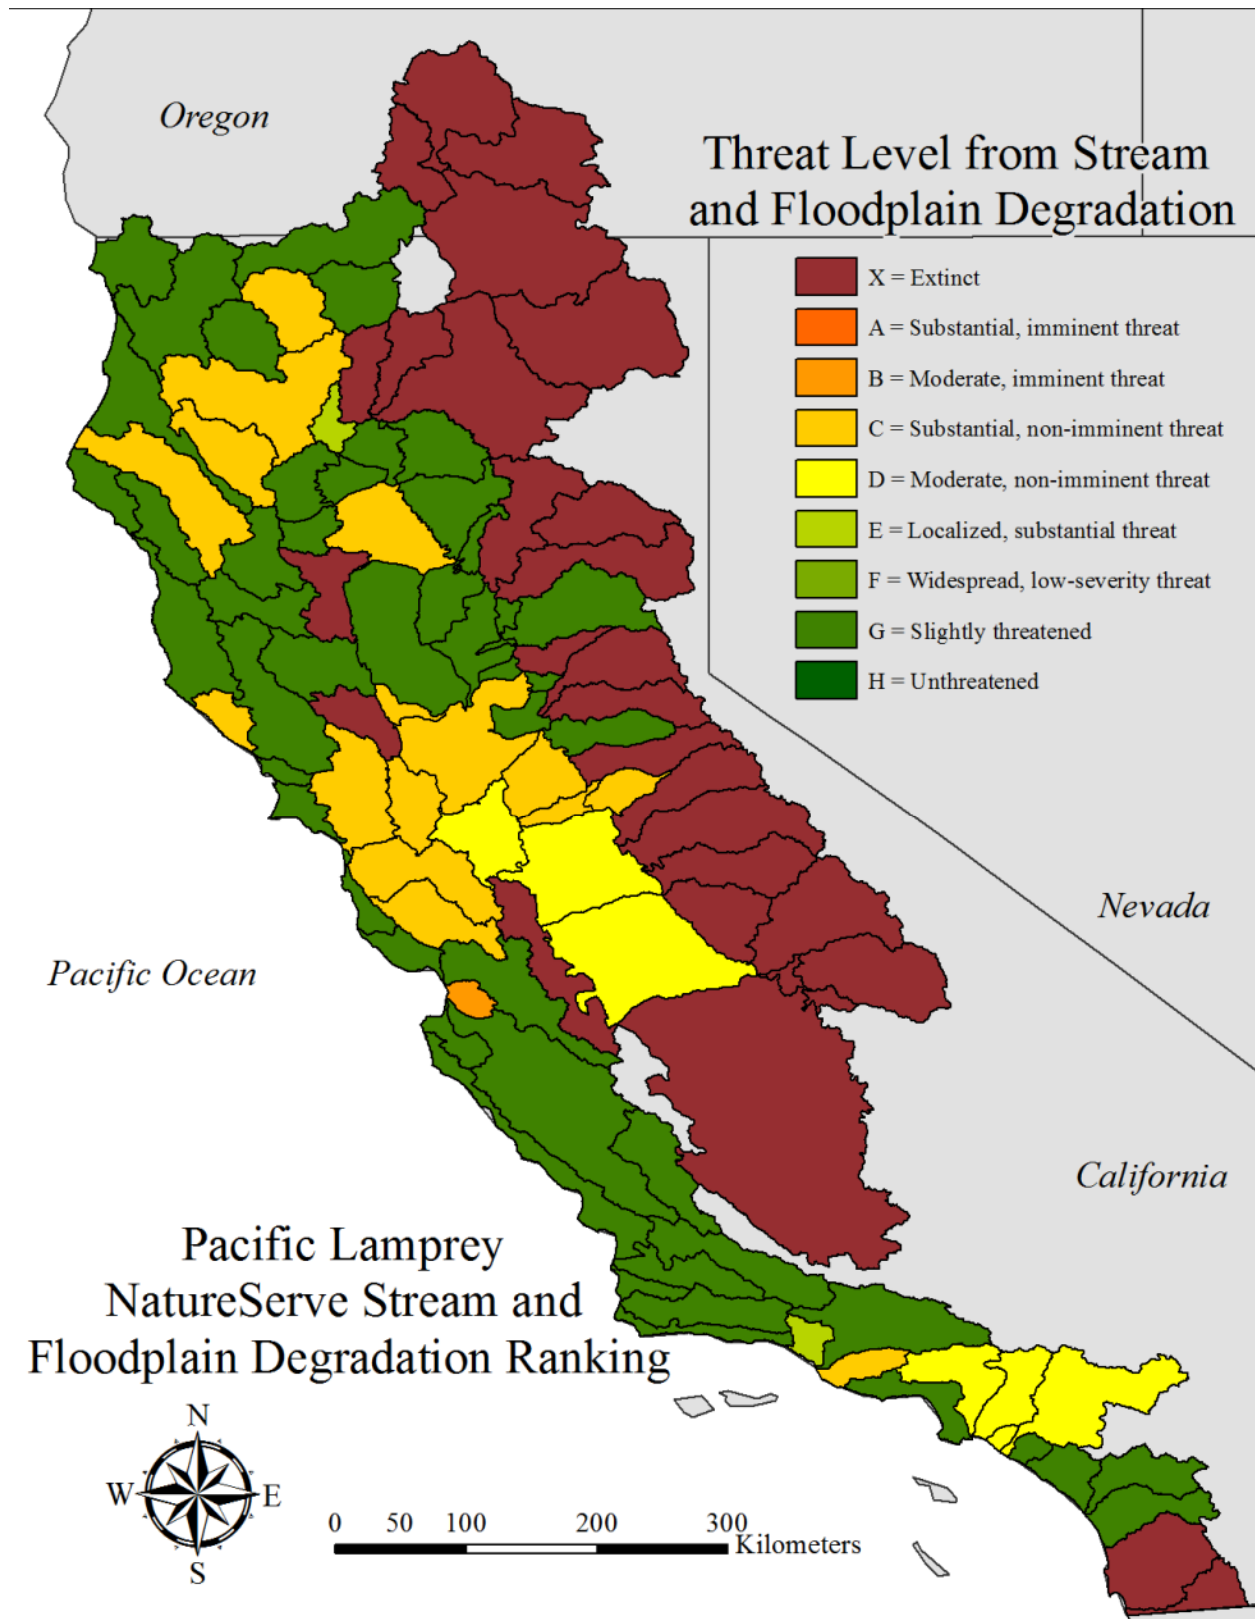 Oregon
Threat Level from Stream
and Floodplain Degradation
X = Extinct
A = Substantial, imminent threat
B = Moderate, imminent threat
C = Substantial, non-imminent threat
D = Moderate, non-imminent threat
E = Localized, substantial threat
F = Widespread, low-severity threat
G = Slightly threatened
H = Unthreatened
Nevada
Pacific Ocean
California
Pacific Lamprey
NatureServe Stream and
Floodplain Degradation Ranking
N
W E
S
0 50 100 200 300
Kilometers